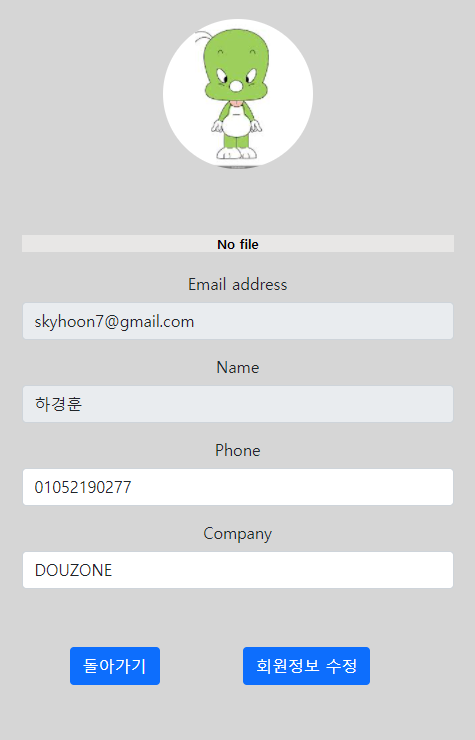 No file
Email address
skyhoon7@gmail.com
Name
하경훈
Phone
01052190277
Company
DOUZONE
돌아가기 회원정보 수정